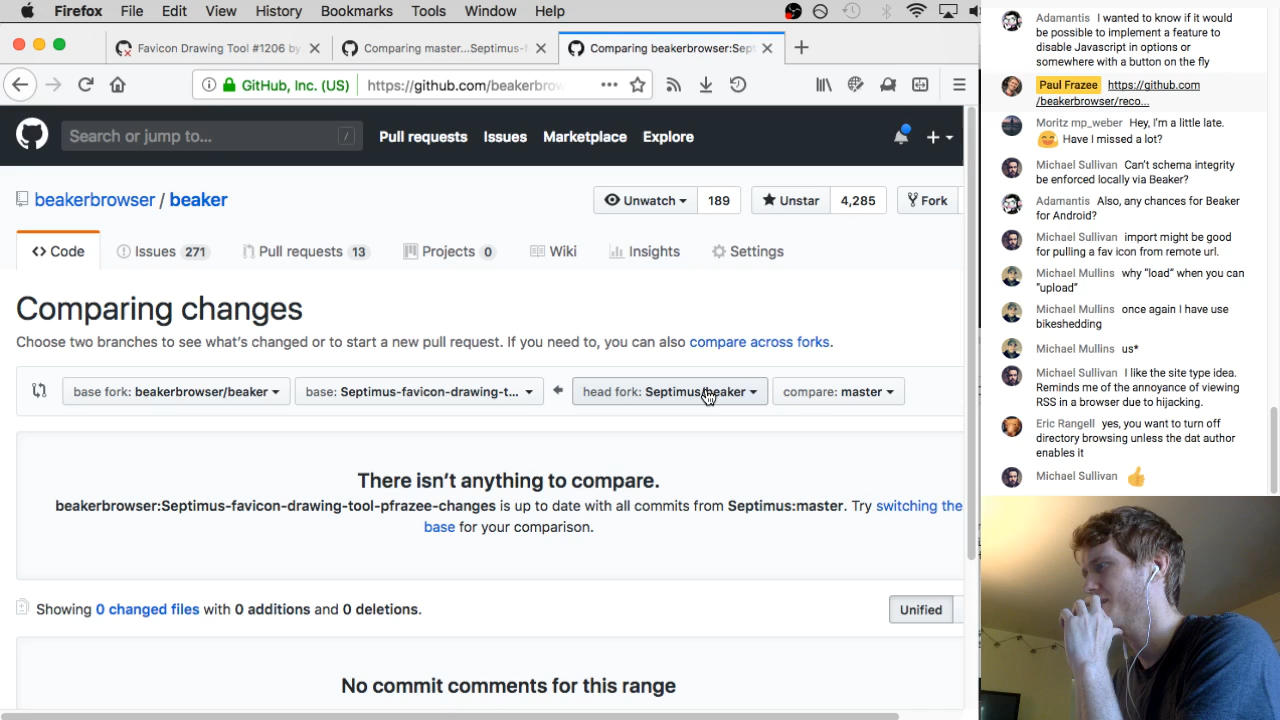 Firefox File Edit View History Bookmarks Tools Window Help
Favicon Drawing Tool #1206 by
Comparing master...Septimus-f
Comparing beakerbrowser:Sept
GitHub, Inc. (US)
https://github.com/beakerbrow
Search or jump to...
/
Pull requests
Issues
Marketplace
Explore
beakerbrowser / beaker
Unwatch
189
Unstar
4,285
Fork
<> Code
Issues 271
Pull requests 13
Projects 0
Wiki
Insights
Settings
Comparing changes
Choose two branches to see what's changed or to start a new pull request. If you need to, you can also compare across forks.
base fork: beakerbrowser/beaker
base: Septimus-favicon-drawing-t...
head fork: Septimus/beaker
compare: master
There isn't anything to compare.
beakerbrowser:Septimus-favicon-drawing-tool-pfrazee-changes is up to date with all commits from Septimus:master. Try switching the
base for your comparison.
Showing 0 changed files with 0 additions and 0 deletions.
Unified
No commit comments for this range
Adamantis I wanted to know if it would
be possible to implement a feature to
disable Javascript in options or
somewhere with a button on the fly
Paul Frazee https://github.com
/beakerbrowser/reco...
Moritz mp_weber Hey, I'm a little late.
Have I missed a lot?
Michael Sullivan Can't schema integrity
be enforced locally via Beaker?
Adamantis Also, any chances for Beaker
for Android?
Michael Sullivan import might be good
for pulling a fav icon from remote url.
Michael Mullins why "load" when you can
"upload"
Michael Mullins once again I have use
bikeshedding
Michael Mullins us*
Michael Sullivan I like the site type idea.
Reminds me of the annoyance of viewing
RSS in a browser due to hijacking.
Eric Rangell yes, you want to turn off
directory browsing unless the dat author
enables it
Michael Sullivan